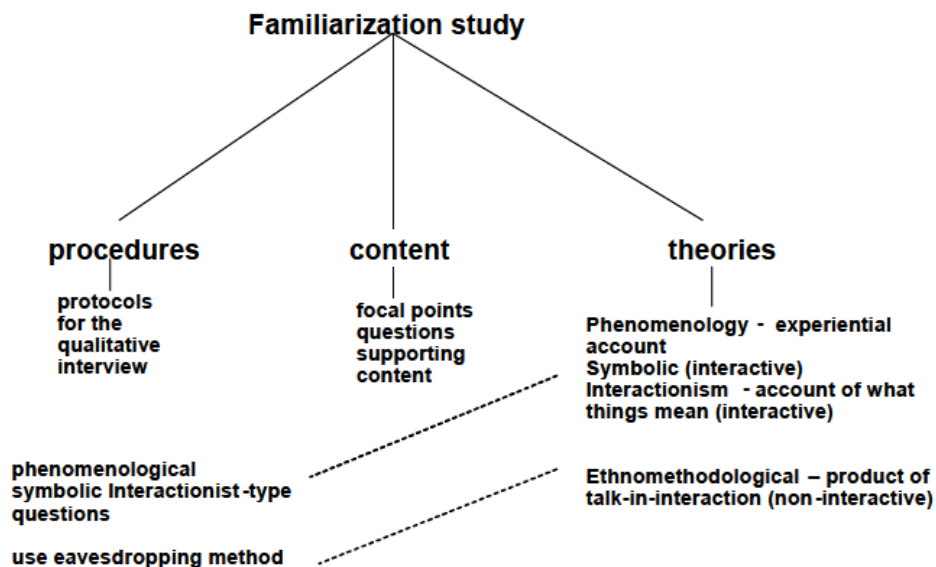 Familiarization study
procedures
content
theories
protocols
for the
qualitative
interview
focal points
questions
supporting
content
Phenomenology - experiential
account
Symbolic (interactive)
Interactionism - account of what
things mean (interactive)
phenomenological
symbolic Interactionist-type
questions
Ethnomethodological – product of
talk-in-interaction (non-interactive)
use eavesdropping method